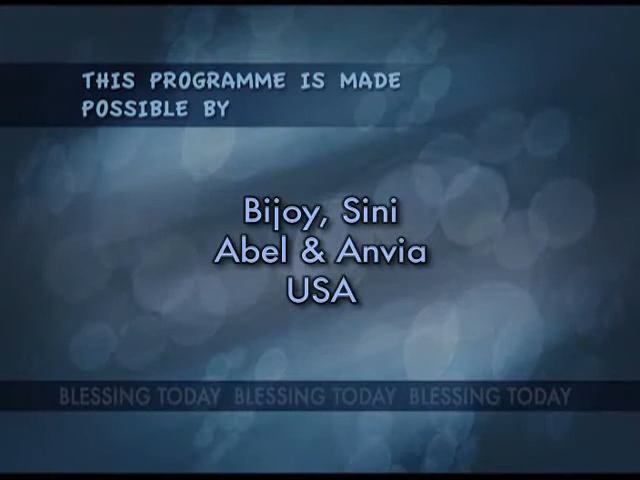 THIS PROGRAMME IS MADE
POSSIBLE BY
Bijoy, Sini
Abel & Anvia
USA
BLESSING TODAY BLESSING TODAY BLESSING TODAY